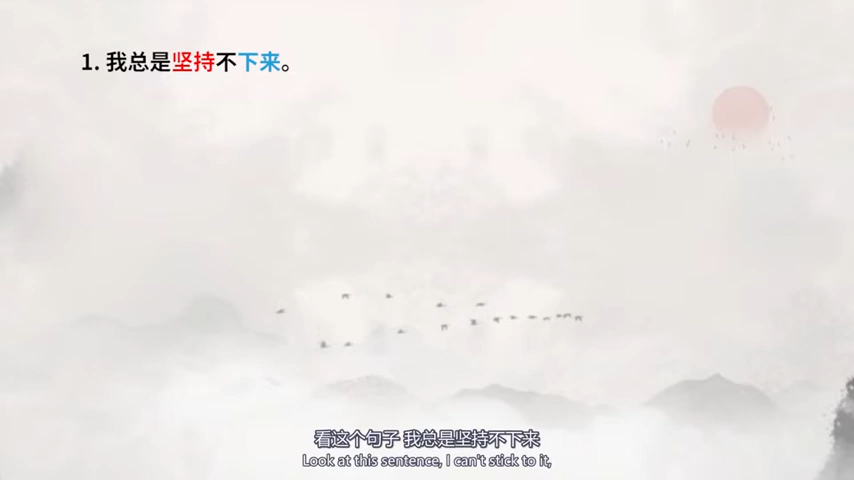 1. 我总是坚持不下来。
看这个句子 我总是坚持不下来
Look at this sentence, I can't stick to it,